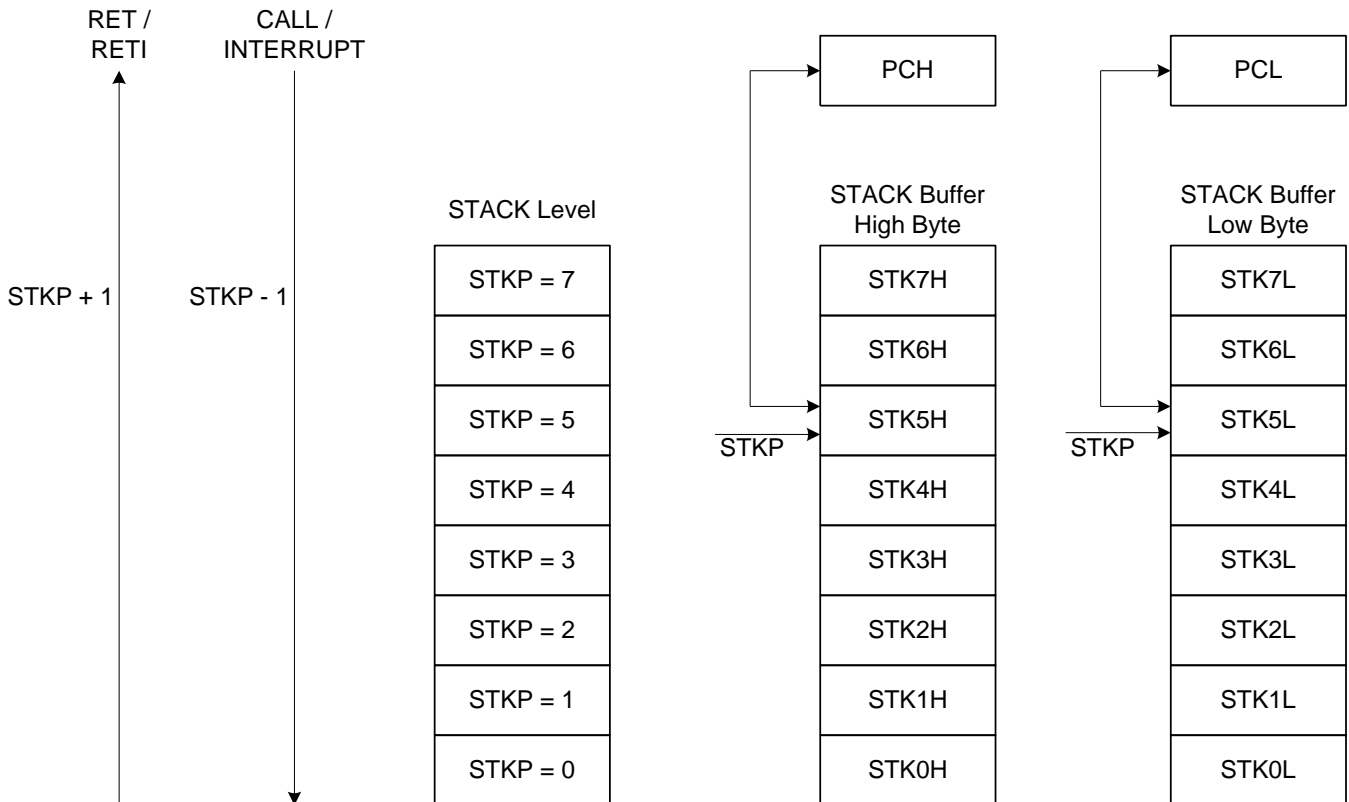 RET /
RETI
CALL /
INTERRUPT
PCH
PCL
STACK Level
STACK Buffer
High Byte
STACK Buffer
Low Byte
STKP + 1
STKP - 1
STKP = 7
STK7H
STK7L
STKP = 6
STK6H
STK6L
STKP = 5
STK5H
STK5L
STKP
STKP
STKP = 4
STK4H
STK4L
STKP = 3
STK3H
STK3L
STKP = 2
STK2H
STK2L
STKP = 1
STK1H
STK1L
STKP = 0
STK0H
STK0L